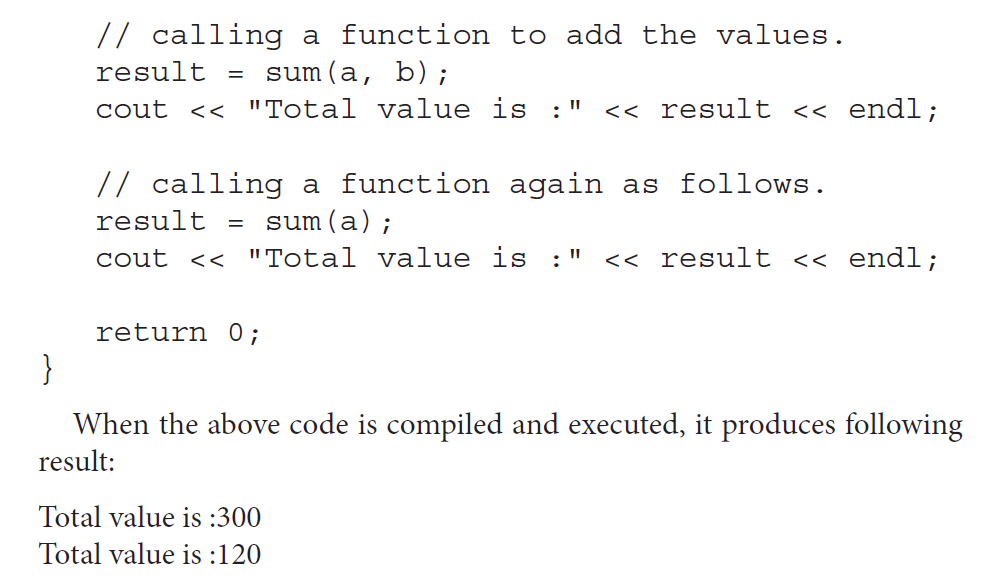 // calling a function to add the values.
result = sum(a, b);
cout << "Total value is :" << result << endl;
// calling a function again as follows.
result = sum(a);
cout << "Total value is :" << result << endl;
return 0;
}
When the above code is compiled and executed, it produces following
result:
Total value is :300
Total value is :120